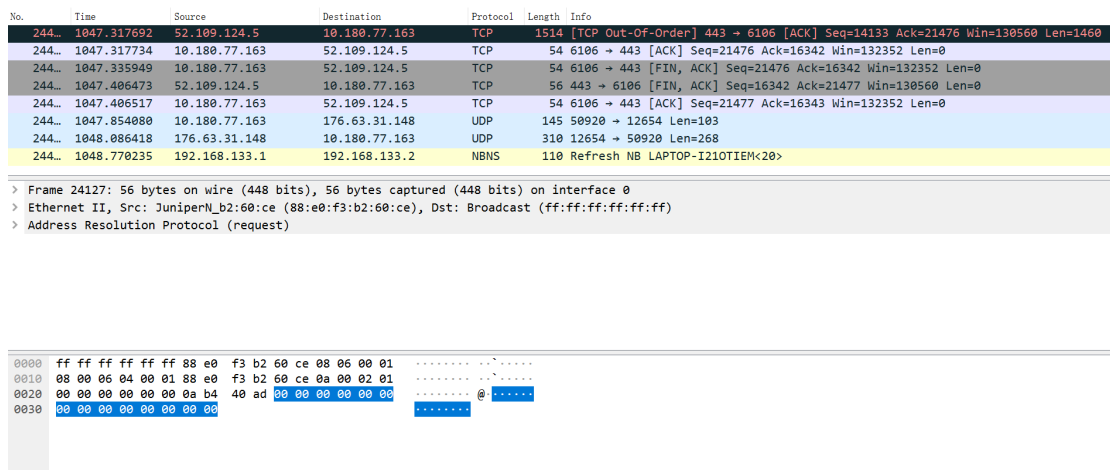 No. Time Source Destination Protocol Length Info
244… 1047.317692 52.109.124.5 10.180.77.163 TCP 1514 [TCP Out-Of-Order] 443 → 6106 [ACK] Seq=14133 Ack=21476 Win=130560 Len=1460
244… 1047.317734 10.180.77.163 52.109.124.5 TCP 54 6106 → 443 [ACK] Seq=21476 Ack=16342 Win=132352 Len=0
244… 1047.335949 10.180.77.163 52.109.124.5 TCP 54 6106 → 443 [FIN, ACK] Seq=21476 Ack=16342 Win=132352 Len=0
244… 1047.406473 52.109.124.5 10.180.77.163 TCP 56 443 → 6106 [FIN, ACK] Seq=16342 Ack=21477 Win=130560 Len=0
244… 1047.406517 10.180.77.163 52.109.124.5 TCP 54 6106 → 443 [ACK] Seq=21477 Ack=16343 Win=132352 Len=0
244… 1047.854080 10.180.77.163 176.63.31.148 UDP 145 50920 → 12654 Len=103
244… 1048.086418 176.63.31.148 10.180.77.163 UDP 310 12654 → 50920 Len=268
244… 1048.770235 192.168.133.1 192.168.133.2 NBNS 110 Refresh NB LAPTOP-I21OTIEM<20>
Frame 24127: 56 bytes on wire (448 bits), 56 bytes captured (448 bits) on interface 0
Ethernet II, Src: JuniperN_b2:60:ce (88:e0:f3:b2:60:ce), Dst: Broadcast (ff:ff:ff:ff:ff:ff)
Address Resolution Protocol (request)
0000 ff ff ff ff ff ff 88 e0 f3 b2 60 ce 08 06 00 01 ········ ··`·····
0010 08 00 06 04 00 01 88 e0 f3 b2 60 ce 0a 00 02 01 ········ ··`·····
0020 00 00 00 00 00 00 0a b4 40 ad 00 00 00 00 00 00 ········ @·······
0030 00 00 00 00 00 00 00 00 ········